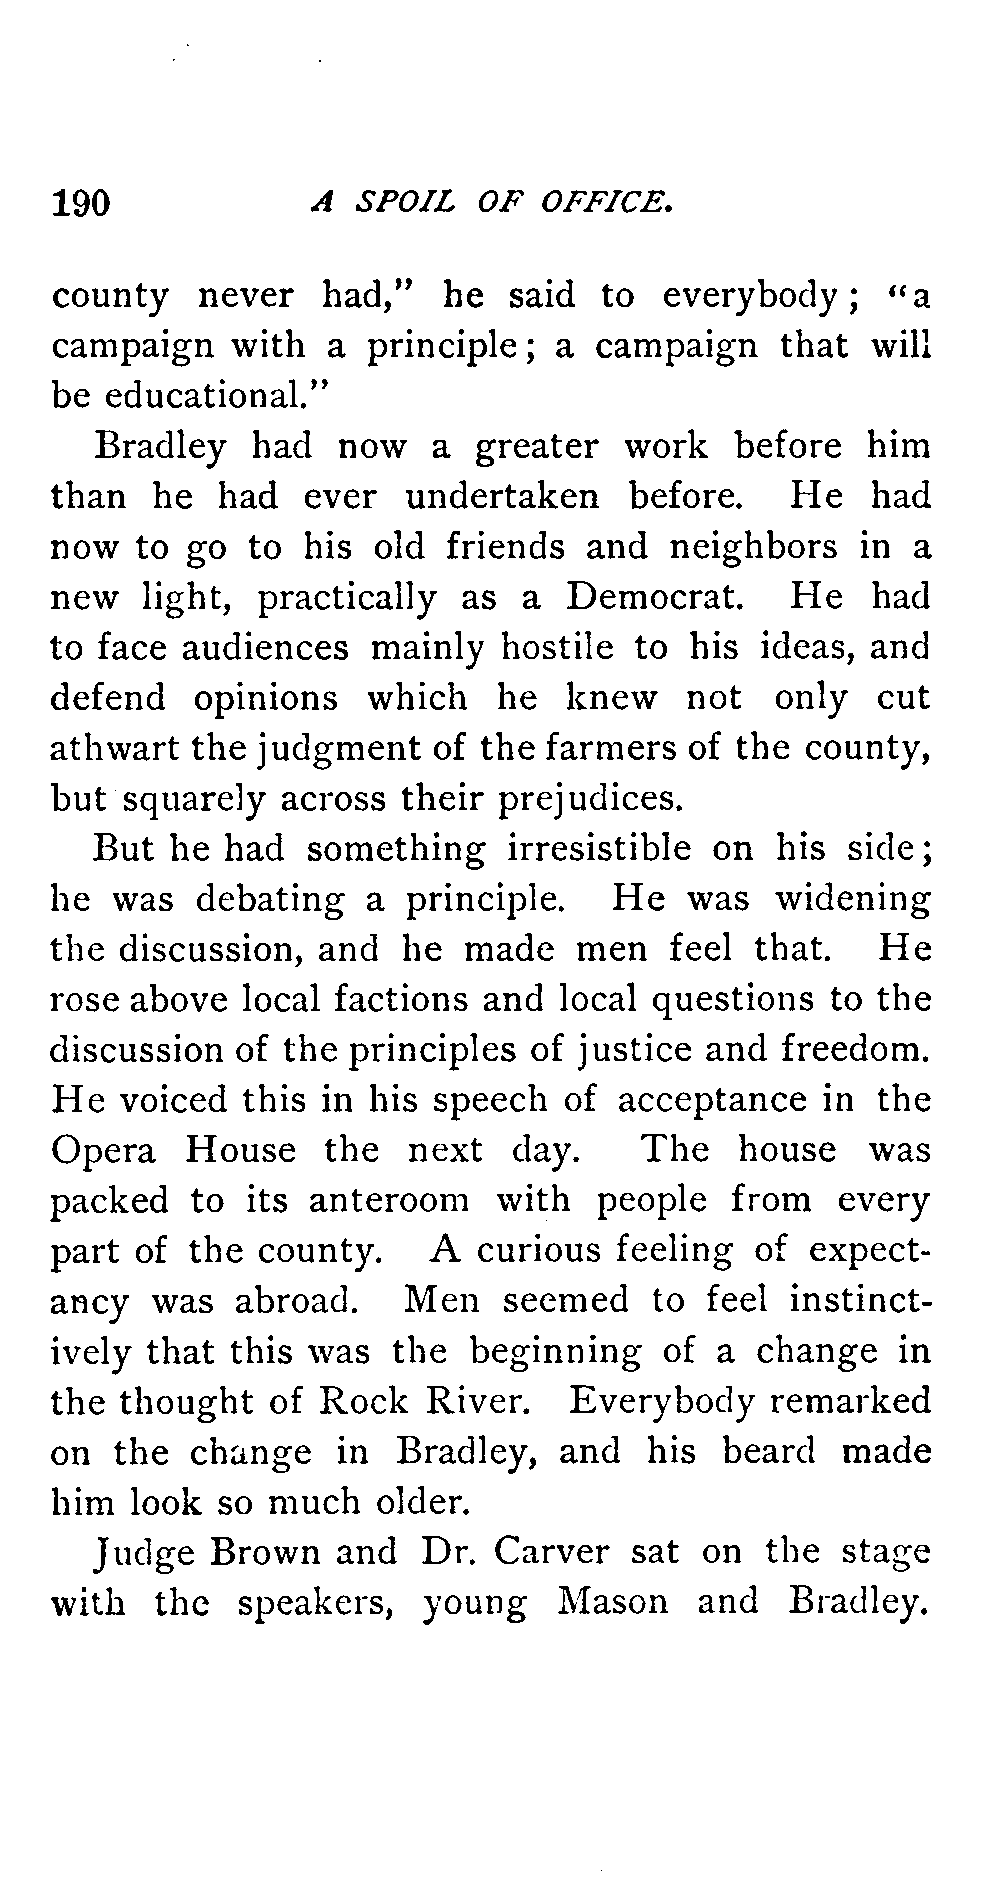 190 A SPOIL OF OFFICE.
county never had," he said to everybody; "a
campaign with a principle; a campaign that will
be educational."
Bradley had now a greater work before him
than he had ever undertaken before. He had
now to go to his old friends and neighbors in a
new light, practically as a Democrat. He had
to face audiences mainly hostile to his ideas, and
defend opinions which he knew not only cut
athwart the judgment of the farmers of the county,
but squarely across their prejudices.
But he had something irresistible on his side;
he was debating a principle. He was widening
the discussion, and he made men feel that. He
rose above local factions and local questions to the
discussion of the principles of justice and freedom.
He voiced this in his speech of acceptance in the
Opera House the next day. The house was
packed to its anteroom with people from every
part of the county. A curious feeling of expect-
ancy was abroad. Men seemed to feel instinct-
ively that this was the beginning of a change in
the thought of Rock River. Everybody remarked
on the change in Bradley, and his beard made
him look so much older.
Judge Brown and Dr. Carver sat on the stage
with the speakers, young Mason and Bradley.